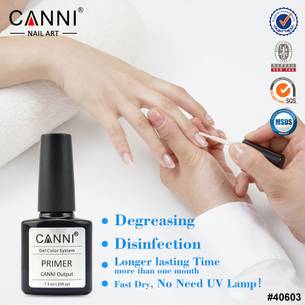 CANNI®
NAIL ART
SGS
MSDS
CANNI®
Gel Color System
PRIMER
CANNI Output
Degreasing
Disinfection
Longer lasting Time
more than one month
Fast Dry, No Need UV Lamp!
#40603